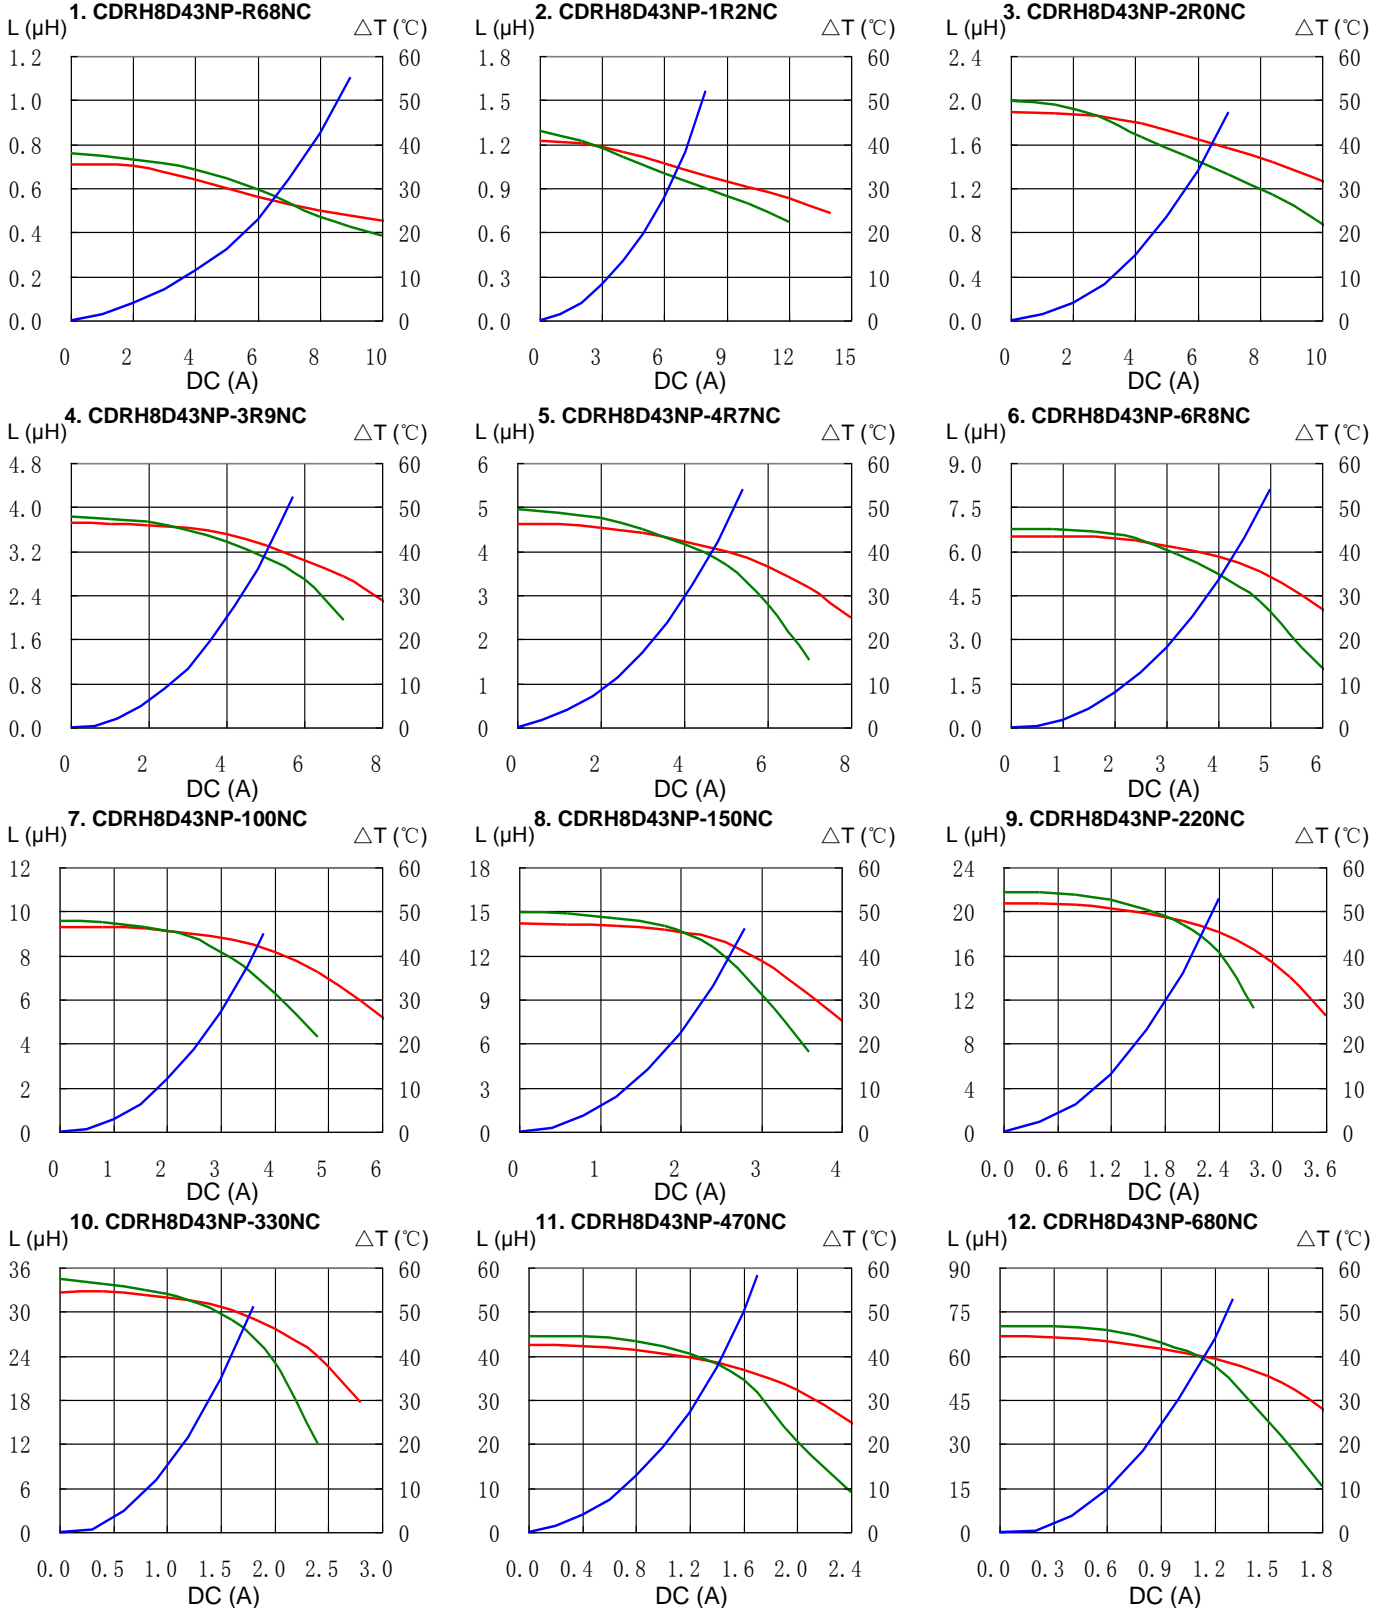 1. CDRH8D43NP-R68NC
L (µH)
△T (℃)
1.2 60
1.0 50
0.8 40
0.6 30
0.4 20
0.2 10
0.0 0
0 2 4 6 8 10
DC (A)
2. CDRH8D43NP-1R2NC
L (µH)
△T (℃)
1.8 60
1.5 50
1.2 40
0.9 30
0.6 20
0.3 10
0.0 0
0 3 6 9 12 15
DC (A)
3. CDRH8D43NP-2R0NC
L (µH)
△T (℃)
2.4 60
2.0 50
1.6 40
1.2 30
0.8 20
0.4 10
0.0 0
0 2 4 6 8 10
DC (A)
4. CDRH8D43NP-3R9NC
L (µH)
△T (℃)
4.8 60
4.0 50
3.2 40
2.4 30
1.6 20
0.8 10
0.0 0
0 2 4 6 8
DC (A)
5. CDRH8D43NP-4R7NC
L (µH)
△T (℃)
6 60
5 50
4 40
3 30
2 20
1 10
0 0
0 2 4 6 8
DC (A)
6. CDRH8D43NP-6R8NC
L (µH)
△T (℃)
9.0 60
7.5 50
6.0 40
4.5 30
3.0 20
1.5 10
0.0 0
0 1 2 3 4 5 6
DC (A)
7. CDRH8D43NP-100NC
L (µH)
△T (℃)
12 60
10 50
8 40
6 30
4 20
2 10
0 0
0 1 2 3 4 5 6
DC (A)
8. CDRH8D43NP-150NC
L (µH)
△T (℃)
18 60
15 50
12 40
9 30
6 20
3 10
0 0
0 1 2 3 4
DC (A)
9. CDRH8D43NP-220NC
L (µH)
△T (℃)
24 60
20 50
16 40
12 30
8 20
4 10
0 0
0.0 0.6 1.2 1.8 2.4 3.0 3.6
DC (A)
10. CDRH8D43NP-330NC
L (µH)
△T (℃)
36 60
30 50
24 40
18 30
12 20
6 10
0 0
0.0 0.5 1.0 1.5 2.0 2.5 3.0
DC (A)
11. CDRH8D43NP-470NC
L (µH)
△T (℃)
60 60
50 50
40 40
30 30
20 20
10 10
0 0
0.0 0.4 0.8 1.2 1.6 2.0 2.4
DC (A)
12. CDRH8D43NP-680NC
L (µH)
△T (℃)
90 60
75 50
60 40
45 30
30 20
15 10
0 0
0.0 0.3 0.6 0.9 1.2 1.5 1.8
DC (A)